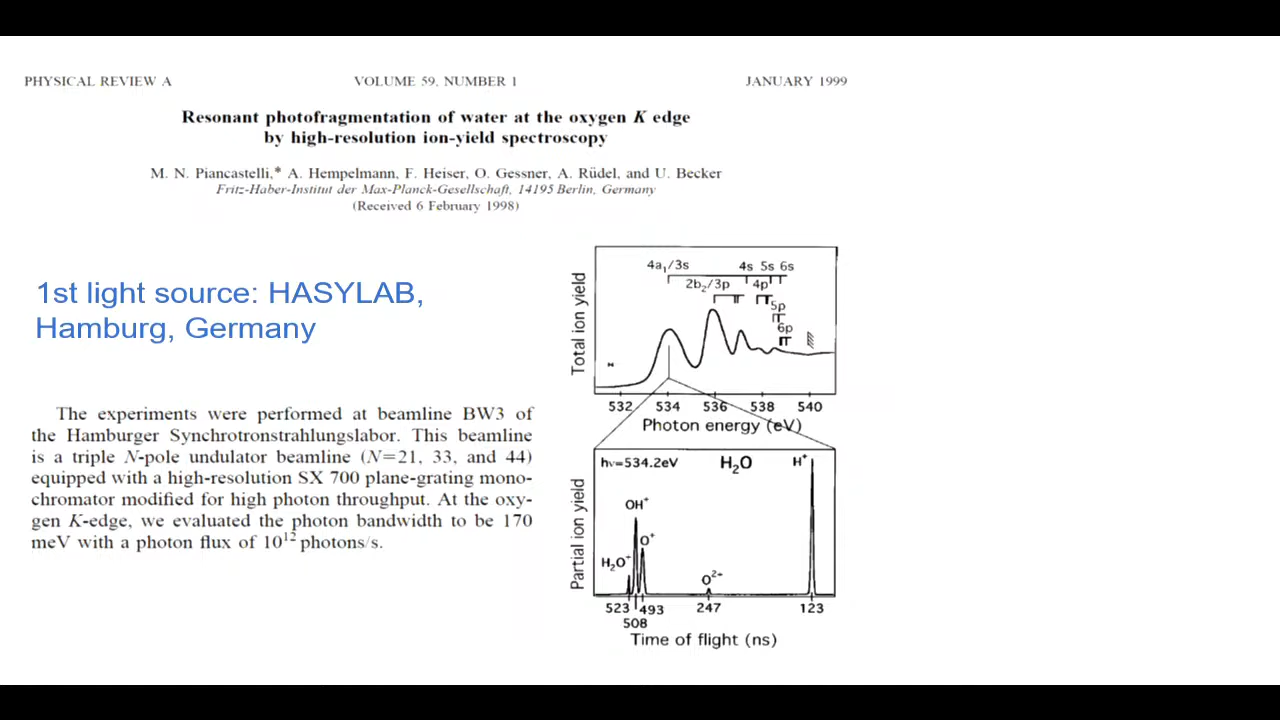 PHYSICAL REVIEW A VOLUME 59, NUMBER 1 JANUARY 1999
Resonant photofragmentation of water at the oxygen K edge
by high-resolution ion-yield spectroscopy
M. N. Piancastelli,* A. Hempelmann, F. Heiser, O. Gessner, A. Rüdel, and U. Becker
Fritz-Haber-Institut der Max-Planck-Gesellschaft, 14195 Berlin, Germany
(Received 6 February 1998)
1st light source: HASYLAB,
Hamburg, Germany
The experiments were performed at beamline BW3 of
the Hamburger Synchrotronstrahlungslabor. This beamline
is a triple N-pole undulator beamline (N=21, 33, and 44)
equipped with a high-resolution SX 700 plane-grating mono-
chromator modified for high photon throughput. At the oxy-
gen K-edge, we evaluated the photon bandwidth to be 170
meV with a photon flux of 10¹² photons/s.
Total ion yield
4a₁/3s 4s 5s 6s
2b₂/3p 4p
5p
6p
532 534 536 538 540
Photon energy (eV)
Partial ion yield
hν=534.2eV H₂O H⁺
OH⁺
O⁺
H₂O⁺
O²⁺
523 493 247 123
508
Time of flight (ns)